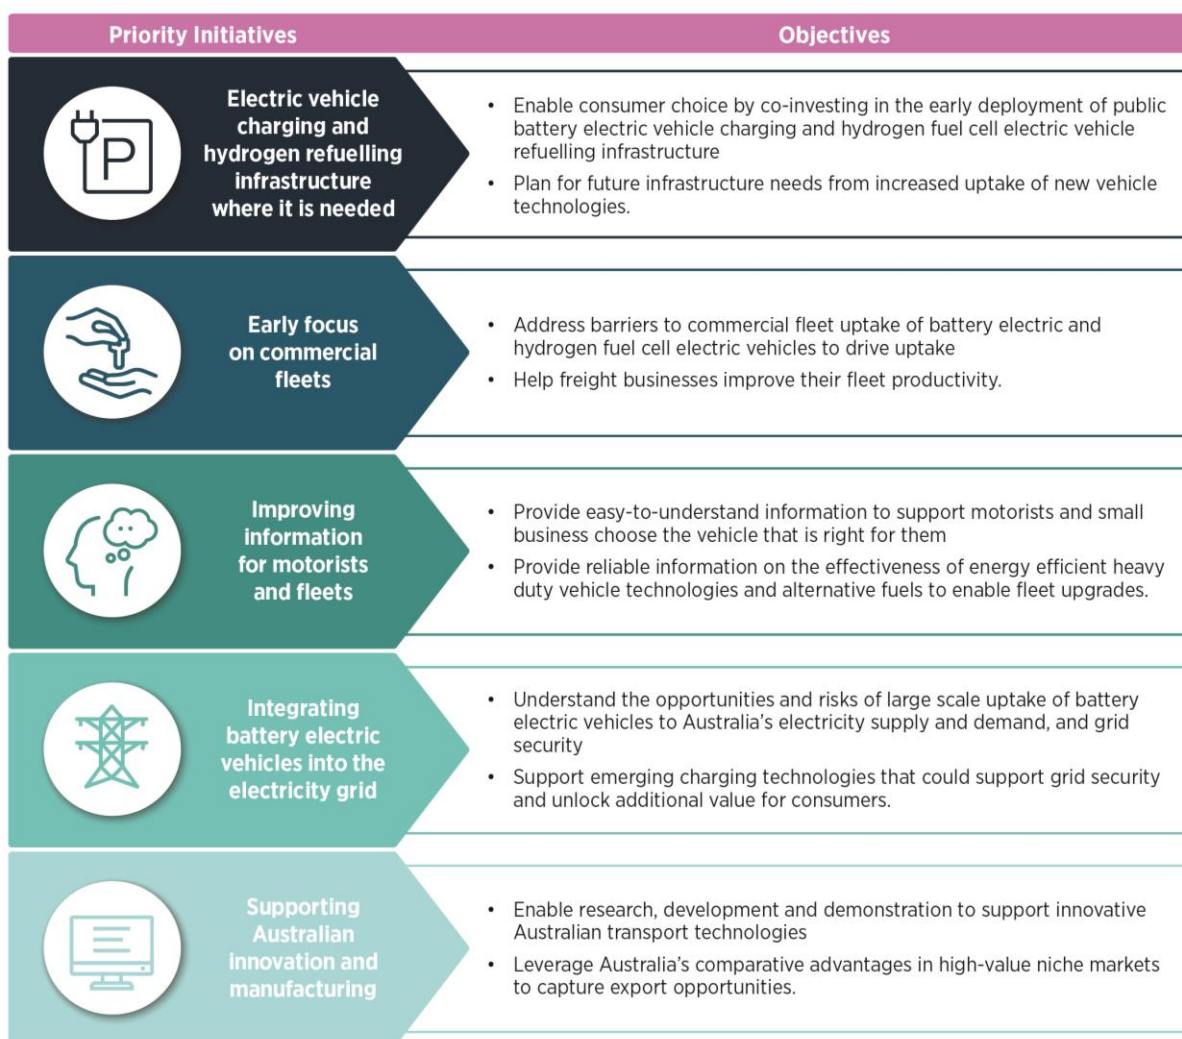 Priority Initiatives
Objectives
Electric vehicle
charging and
hydrogen refuelling
infrastructure
where it is needed
P
• Enable consumer choice by co-investing in the early deployment of public
battery electric vehicle charging and hydrogen fuel cell electric vehicle
refuelling infrastructure
• Plan for future infrastructure needs from increased uptake of new vehicle
technologies.
Early focus
on commercial
fleets
• Address barriers to commercial fleet uptake of battery electric and
hydrogen fuel cell electric vehicles to drive uptake
• Help freight businesses improve their fleet productivity.
Improving
information
for motorists
and fleets
• Provide easy-to-understand information to support motorists and small
business choose the vehicle that is right for them
• Provide reliable information on the effectiveness of energy efficient heavy
duty vehicle technologies and alternative fuels to enable fleet upgrades.
Integrating
battery electric
vehicles into the
electricity grid
• Understand the opportunities and risks of large scale uptake of battery
electric vehicles to Australia's electricity supply and demand, and grid
security
• Support emerging charging technologies that could support grid security
and unlock additional value for consumers.
Supporting
Australian
innovation and
manufacturing
• Enable research, development and demonstration to support innovative
Australian transport technologies
• Leverage Australia's comparative advantages in high-value niche markets
to capture export opportunities.